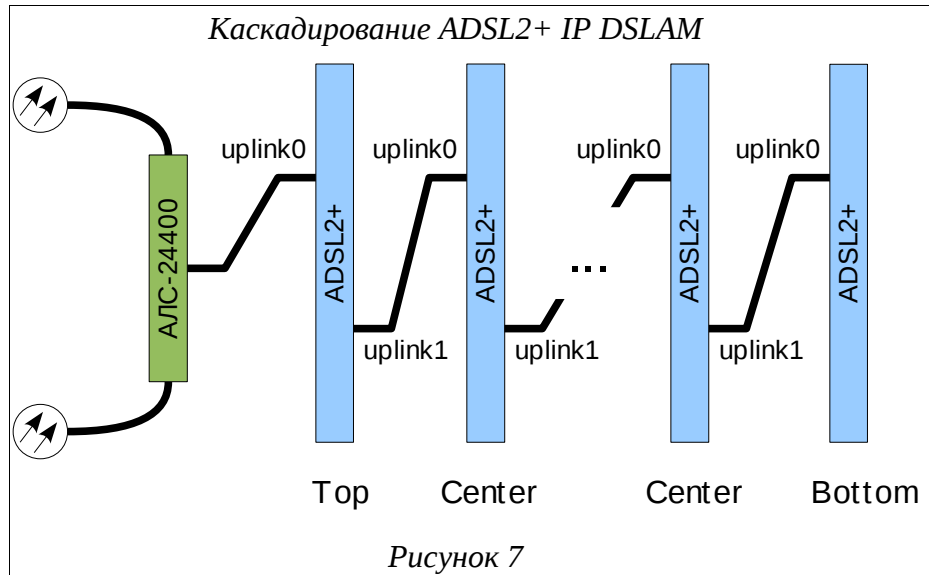 Каскадирование ADSL2+ IP DSLAM
uplink0 uplink0 uplink0 uplink0
АЛС-24400 ADSL2+ ADSL2+ ... ADSL2+ ADSL2+
uplink1 uplink1 uplink1
Top Center Center Bottom
Рисунок 7